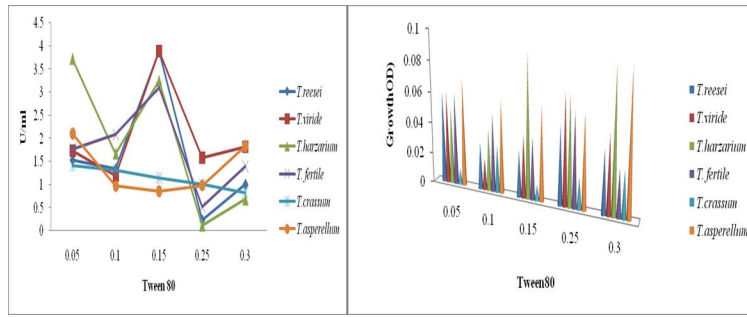 4.5
4
3.5
3
2.5
2
1.5
1
0.5
0
U/ml
0.05 0.1 0.15 0.25 0.3
Tween 80
T.reesei
T.viride
T.harzarium
T. fertile
T.crassum
T.asperellum
0.1
0.08
0.06
0.04
0.02
0
Growth(OD)
0.05
0.1
0.15
0.25
0.3
Tween80
T.reesei
T.viride
T.harzarium
T. fertile
T.crassum
T.asperellum